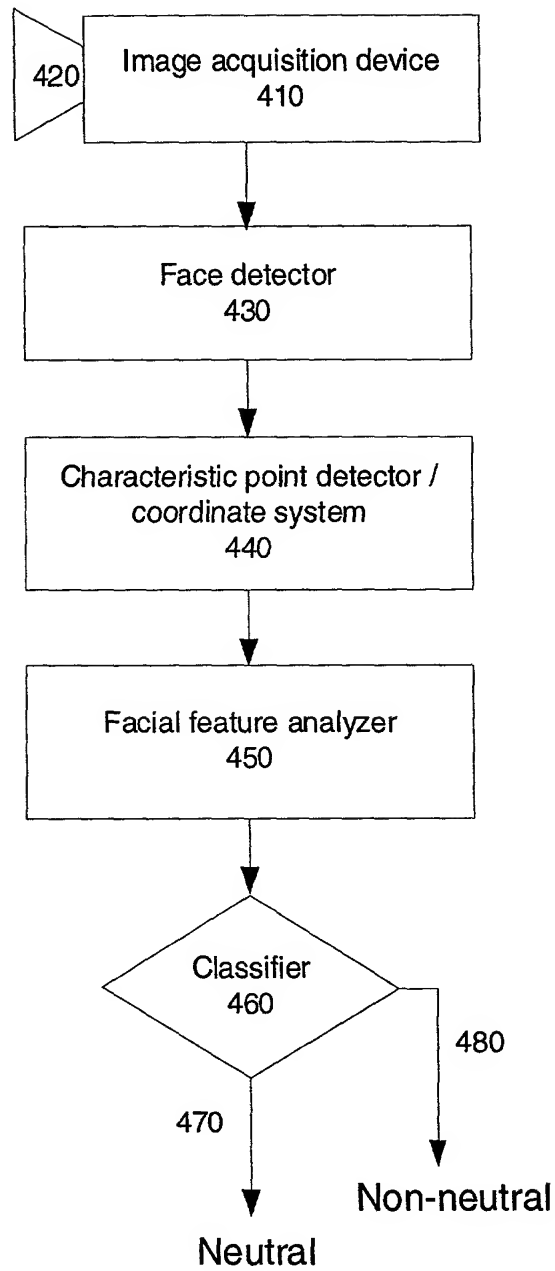 420
Image acquisition device
410
Face detector
430
Characteristic point detector /
coordinate system
440
Facial feature analyzer
450
Classifier
460
480
470
Non-neutral
Neutral